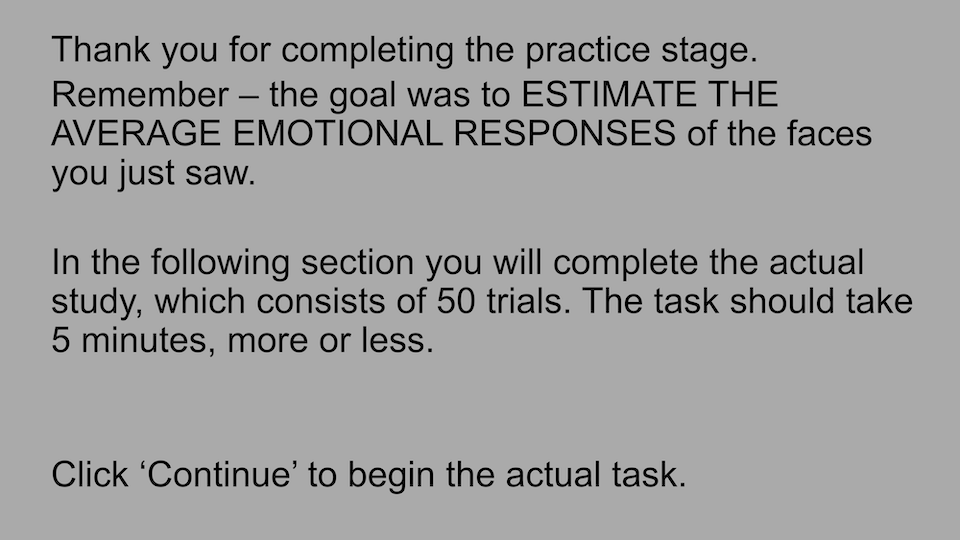 Thank you for completing the practice stage.
Remember – the goal was to ESTIMATE THE
AVERAGE EMOTIONAL RESPONSES of the faces
you just saw.
In the following section you will complete the actual
study, which consists of 50 trials. The task should take
5 minutes, more or less.
Click ‘Continue’ to begin the actual task.